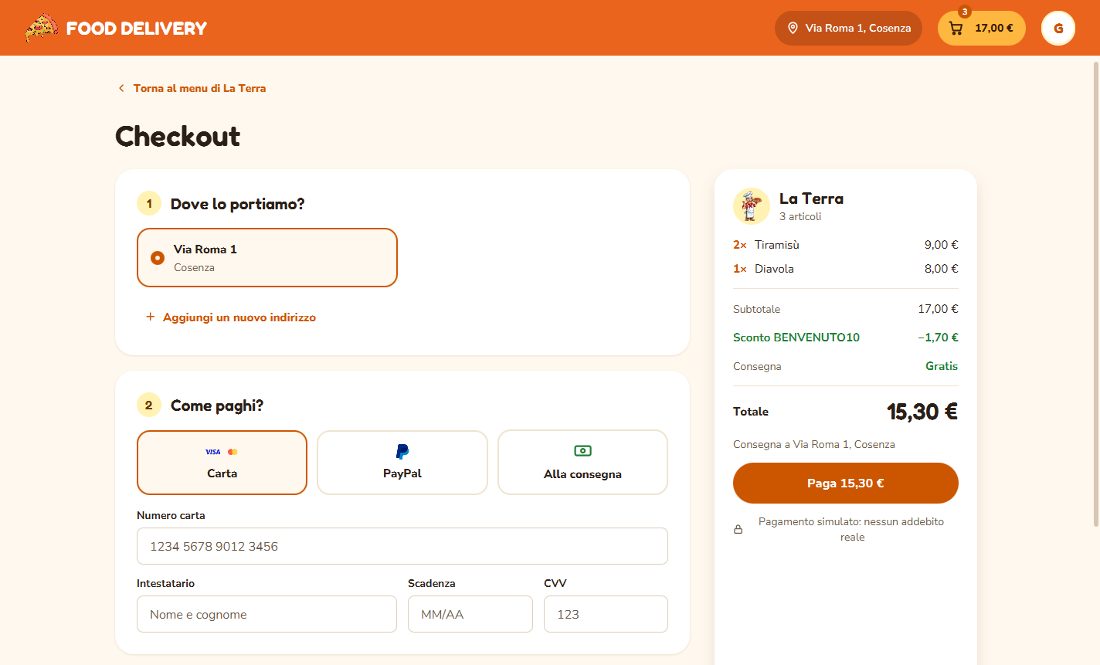 FOOD DELIVERY
Via Roma 1, Cosenza
3
17,00 €
G
Torna al menu di La Terra
Checkout
1 Dove lo portiamo?
Via Roma 1
Cosenza
+ Aggiungi un nuovo indirizzo
2 Come paghi?
VISA
Carta
PayPal
Alla consegna
Numero carta
1234 5678 9012 3456
Intestatario
Scadenza
CVV
Nome e cognome
MM/AA
123
La Terra
3 articoli
2× Tiramisù 9,00 €
1× Diavola 8,00 €
Subtotale 17,00 €
Sconto BENVENUTO10 −1,70 €
Consegna Gratis
Totale 15,30 €
Consegna a Via Roma 1, Cosenza
Paga 15,30 €
Pagamento simulato: nessun addebito
reale